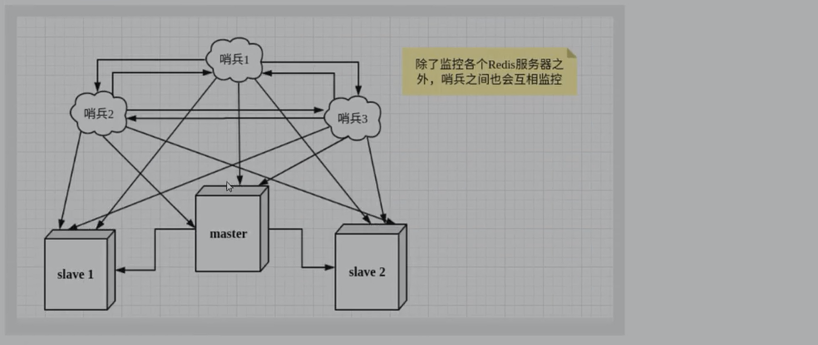 哨兵1
除了监控各个Redis服务器之
外，哨兵之间也会互相监控
哨兵2
哨兵3
master
slave 1
slave 2